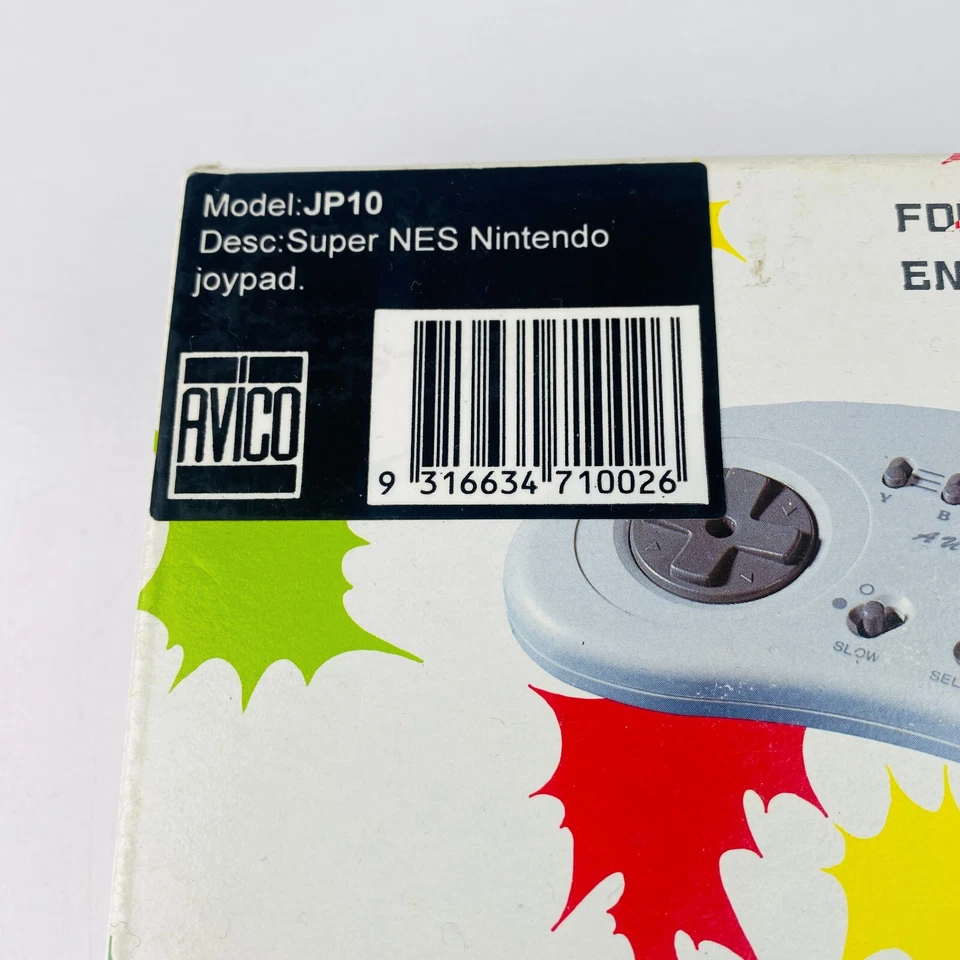 Model:JP10
Desc:Super NES Nintendo
joypad.
AVICO
9 316634 710026
Y
B
SLOW